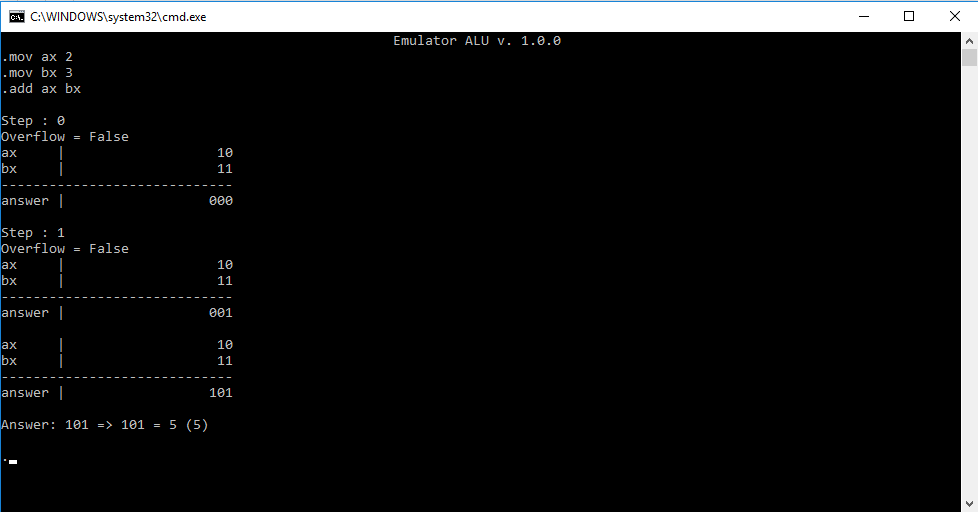 C:\WINDOWS\system32\cmd.exe
Emulator ALU v. 1.0.0
.mov ax 2
.mov bx 3
.add ax bx
Step : 0
Overflow = False
ax | 10
bx | 11
-----------------------------
answer | 000
Step : 1
Overflow = False
ax | 10
bx | 11
-----------------------------
answer | 001
ax | 10
bx | 11
-----------------------------
answer | 101
Answer: 101 => 101 = 5 (5)
.